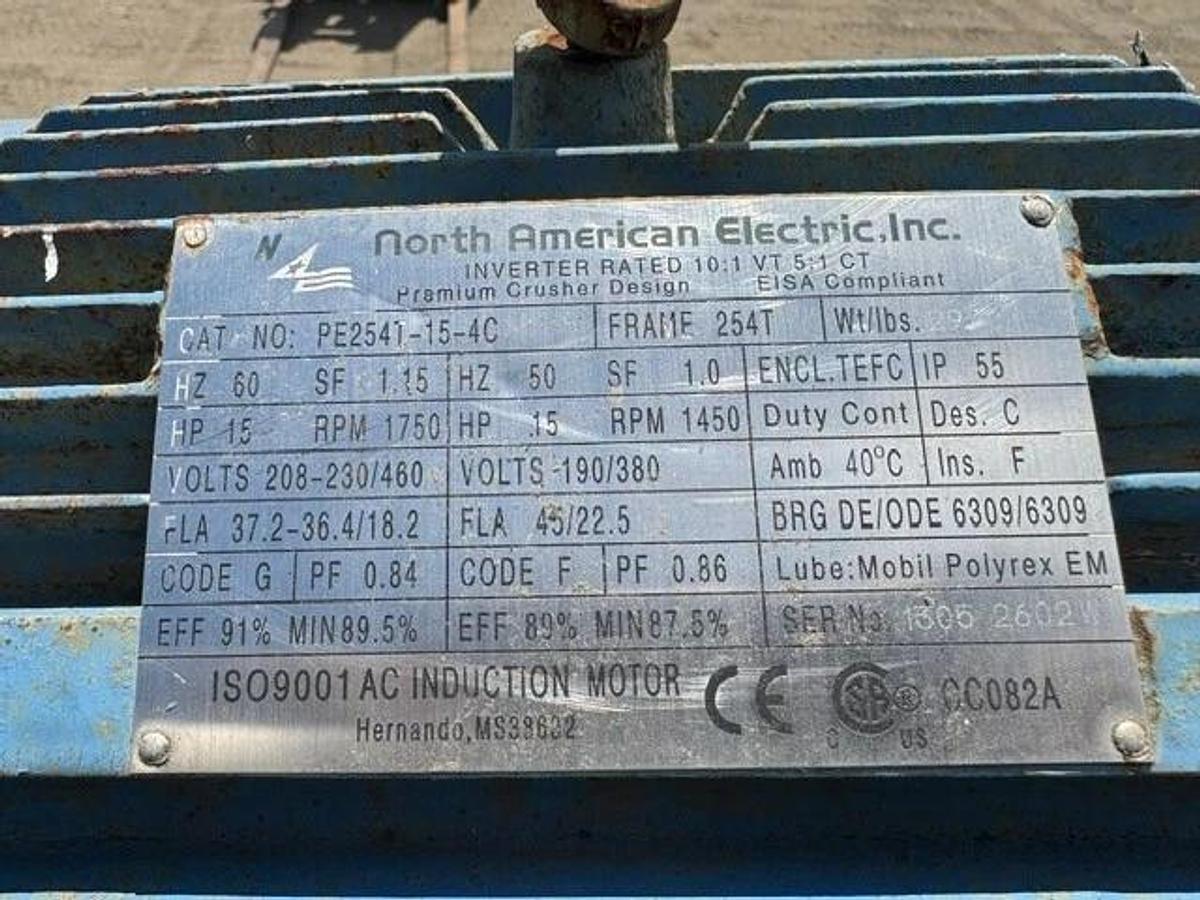 N
North American Electric, Inc.
INVERTER RATED 10:1 VT 5:1 CT
Premium Crusher Design EISA Compliant
CAT NO: PE254T-15-4C FRAME 254T Wt/lbs.
HZ 60 SF 1.15 HZ 50 SF 1.0 ENCL.TEFC IP 55
HP 15 RPM 1750 HP 15 RPM 1450 Duty Cont Des. C
VOLTS 208-230/460 VOLTS 190/380 Amb 40°C Ins. F
FLA 37.2-36.4/18.2 FLA 45/22.5 BRG DE/ODE 6309/6309
CODE G PF 0.84 CODE F PF 0.86 Lube:Mobil Polyrex EM
EFF 91% MIN89.5% EFF 89% MIN87.5% SER No.
ISO9001 AC INDUCTION MOTOR CE SA ® CC082A
Hernando, MS38632 C US